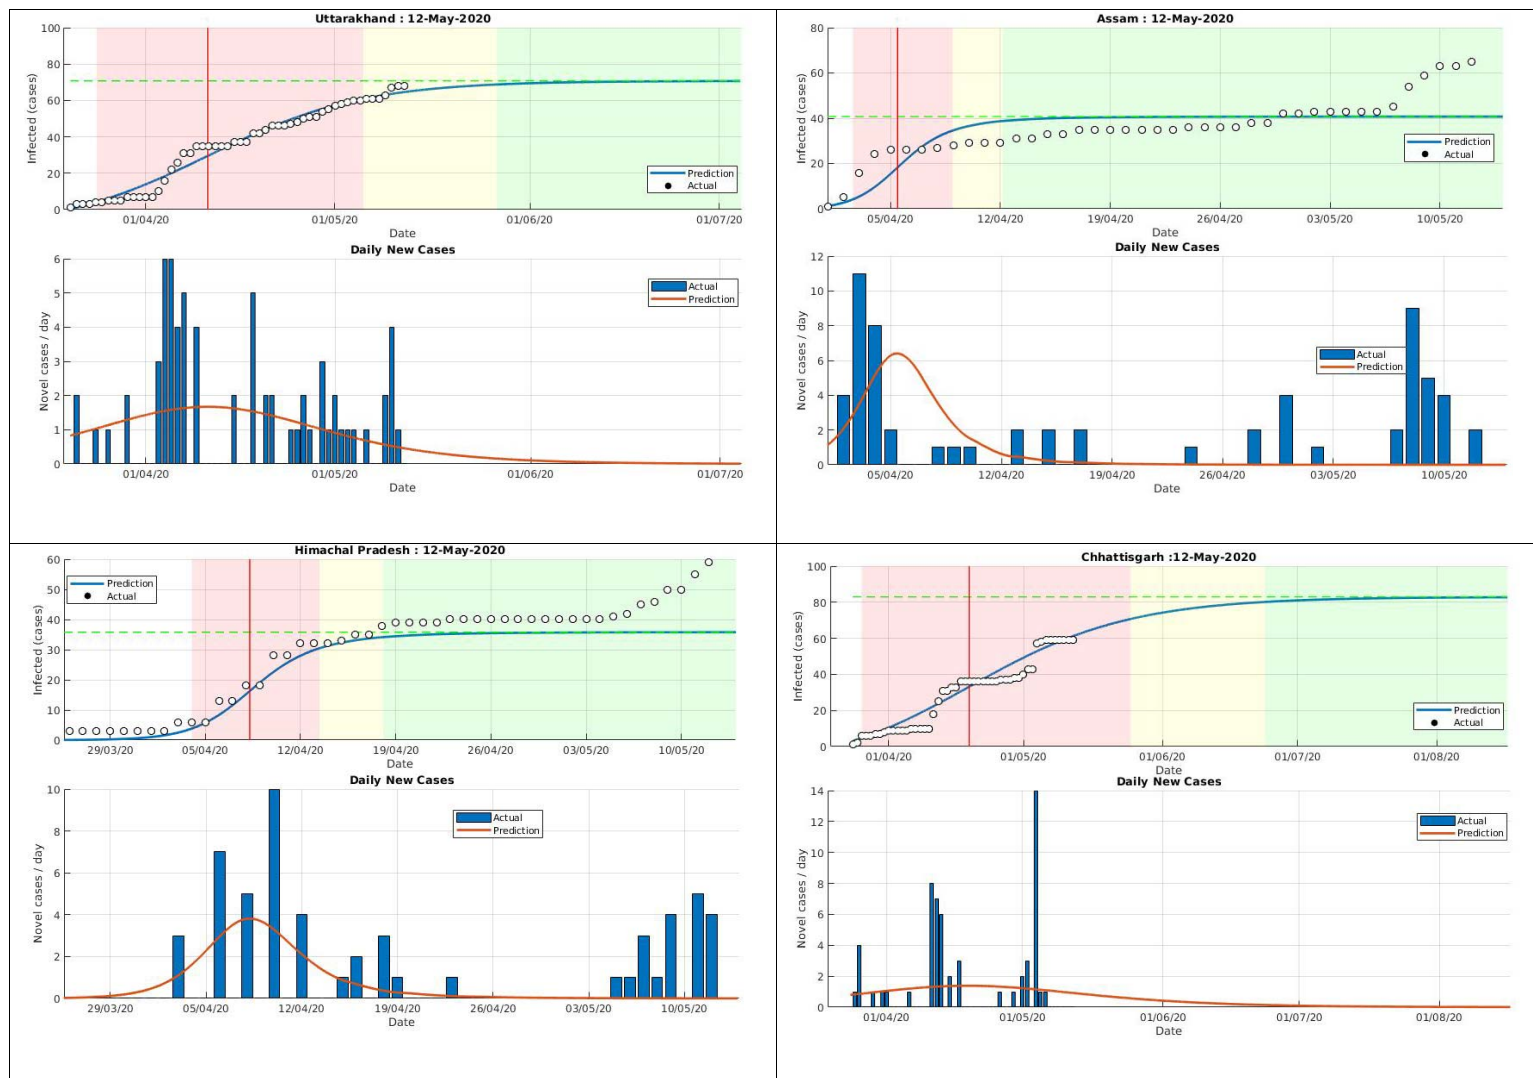 Uttarakhand : 12-May-2020
100
80
60
40
20
0
Infected (cases)
Prediction
Actual
01/04/20 01/05/20 01/06/20 01/07/20
Date
Daily New Cases
6
5
4
3
2
1
0
Novel cases / day
Actual
Prediction
01/04/20 01/05/20 01/06/20 01/07/20
Date
Assam : 12-May-2020
80
60
40
20
0
Infected (cases)
Prediction
Actual
05/04/20 12/04/20 19/04/20 26/04/20 03/05/20 10/05/20
Date
Daily New Cases
12
10
8
6
4
2
0
Novel cases / day
Actual
Prediction
05/04/20 12/04/20 19/04/20 26/04/20 03/05/20 10/05/20
Date
Himachal Pradesh : 12-May-2020
60
50
40
30
20
10
0
Infected (cases)
Prediction
Actual
29/03/20 05/04/20 12/04/20 19/04/20 26/04/20 03/05/20 10/05/20
Date
Daily New Cases
10
8
6
4
2
0
Novel cases / day
Actual
Prediction
29/03/20 05/04/20 12/04/20 19/04/20 26/04/20 03/05/20 10/05/20
Date
Chhattisgarh :12-May-2020
100
80
60
40
20
0
Infected (cases)
Prediction
Actual
01/04/20 01/05/20 01/06/20 01/07/20 01/08/20
Date
Daily New Cases
14
12
10
8
6
4
2
0
Novel cases / day
Actual
Prediction
01/04/20 01/05/20 01/06/20 01/07/20 01/08/20
Date